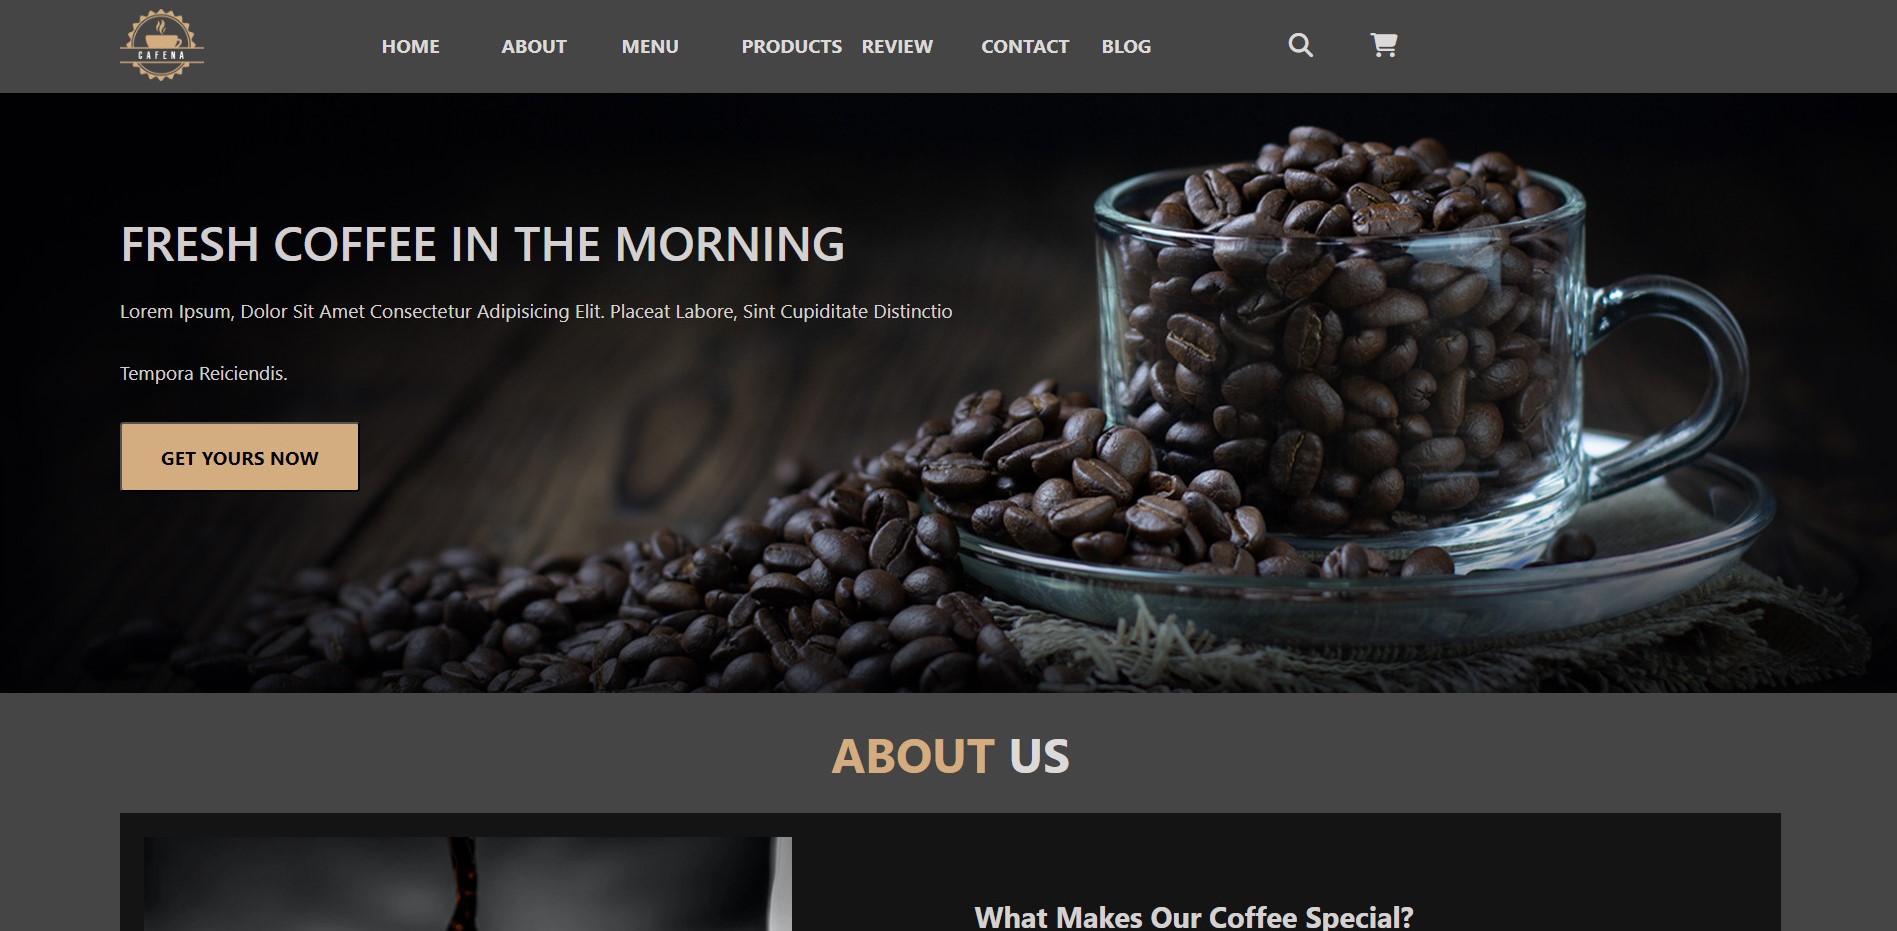 CAFENA
HOME ABOUT MENU PRODUCTS REVIEW CONTACT BLOG
FRESH COFFEE IN THE MORNING
Lorem Ipsum, Dolor Sit Amet Consectetur Adipisicing Elit. Placeat Labore, Sint Cupiditate Distinctio
Tempora Reiciendis.
GET YOURS NOW
ABOUT US
What Makes Our Coffee Special?